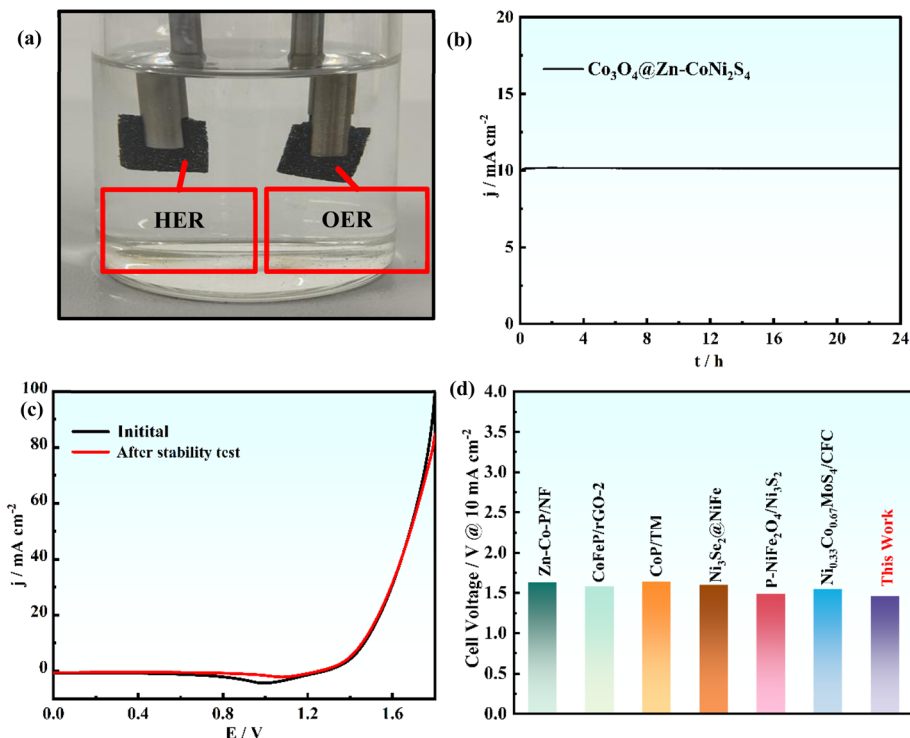 (a)
HER
OER
(b)
Co₃O₄@Zn-CoNi₂S₄
j / mA cm⁻²
20
15
10
5
0
0 4 8 12 16 20 24
t / h
(c)
Initital
After stability test
j / mA cm⁻²
100
80
60
40
20
0
0.0 0.4 0.8 1.2 1.6
E / V
(d)
Cell Voltage / V @ 10 mA cm⁻²
4.0
3.5
3.0
2.5
2.0
1.5
1.0
0.5
0.0
Zn-Co-P/NF
CoFeP/rGO-2
CoP/TM
Ni₃Se₂@NiFe
P-NiFe₂O₄/Ni₃S₂
Ni₀.₃₃Co₀.₆₇MoS₄/CFC
This Work